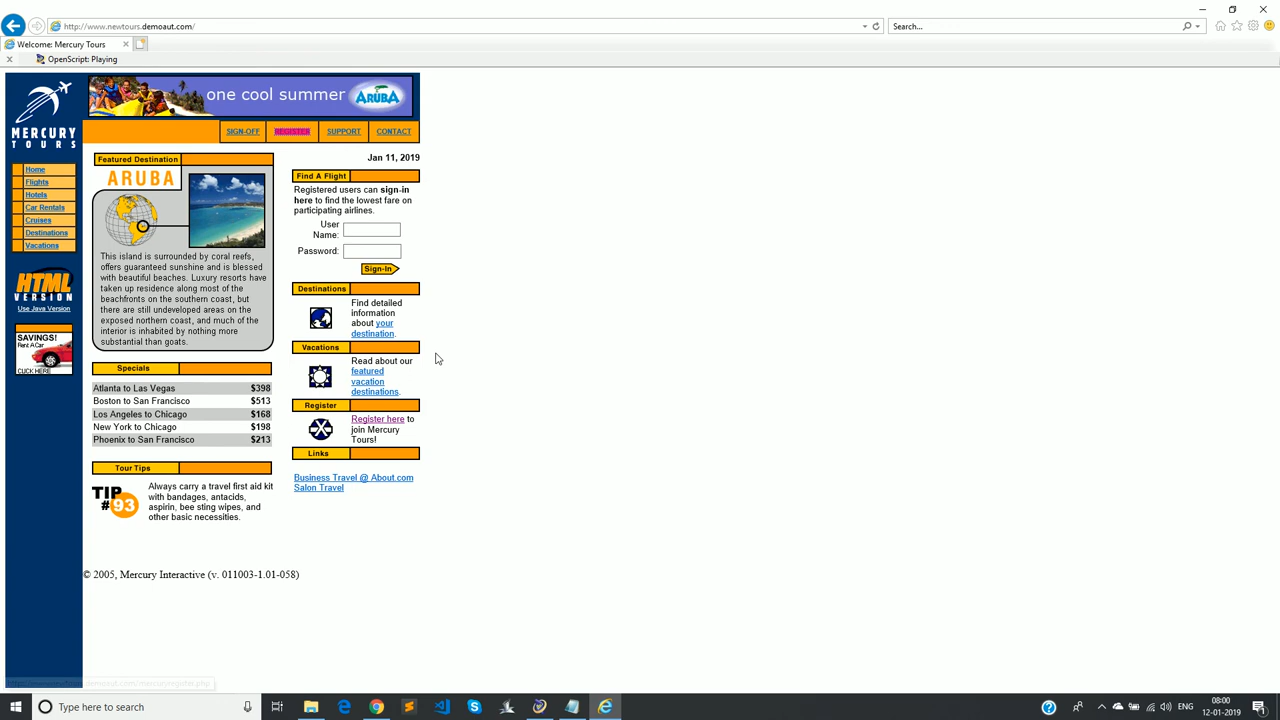 http://www.newtours.demoaut.com/
Search...
Welcome: Mercury Tours
OpenScript: Playing
MERCURY
TOURS
one cool summer
ARUBA
SIGN-OFF
REGISTER
SUPPORT
CONTACT
Home
Flights
Hotels
Car Rentals
Cruises
Destinations
Vacations
HTML
VERSION
Use Java Version
SAVINGS!
Rent A Car
CLICK HERE
Featured Destination
ARUBA
This island is surrounded by coral reefs,
offers guaranteed sunshine and is blessed
with beautiful beaches. Luxury resorts have
taken up residence along most of the
beachfronts on the southern coast, but
there are still undeveloped areas on the
exposed northern coast, and much of the
interior is inhabited by nothing more
substantial than goats.
Specials
Atlanta to Las Vegas $398
Boston to San Francisco $513
Los Angeles to Chicago $168
New York to Chicago $198
Phoenix to San Francisco $213
Tour Tips
TIP
#93
Always carry a travel first aid kit
with bandages, antacids,
aspirin, bee sting wipes, and
other basic necessities.
Jan 11, 2019
Find A Flight
Registered users can sign-in
here to find the lowest fare on
participating airlines.
User
Name:
Password:
Sign-In
Destinations
Find detailed
information
about your
destination.
Vacations
Read about our
featured
vacation
destinations.
Register
Register here to
join Mercury
Tours!
Links
Business Travel @ About.com
Salon Travel
© 2005, Mercury Interactive (v. 011003-1.01-058)
Type here to search
ENG
08:00
12-01-2019